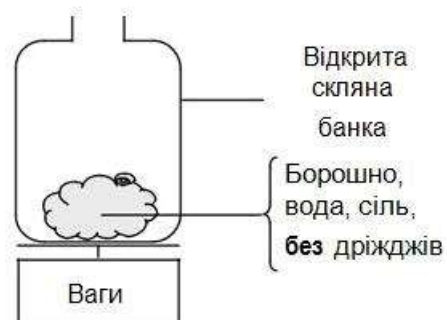 Відкрита
скляна
банка
Борошно,
вода, сіль,
без дріжджів
Ваги